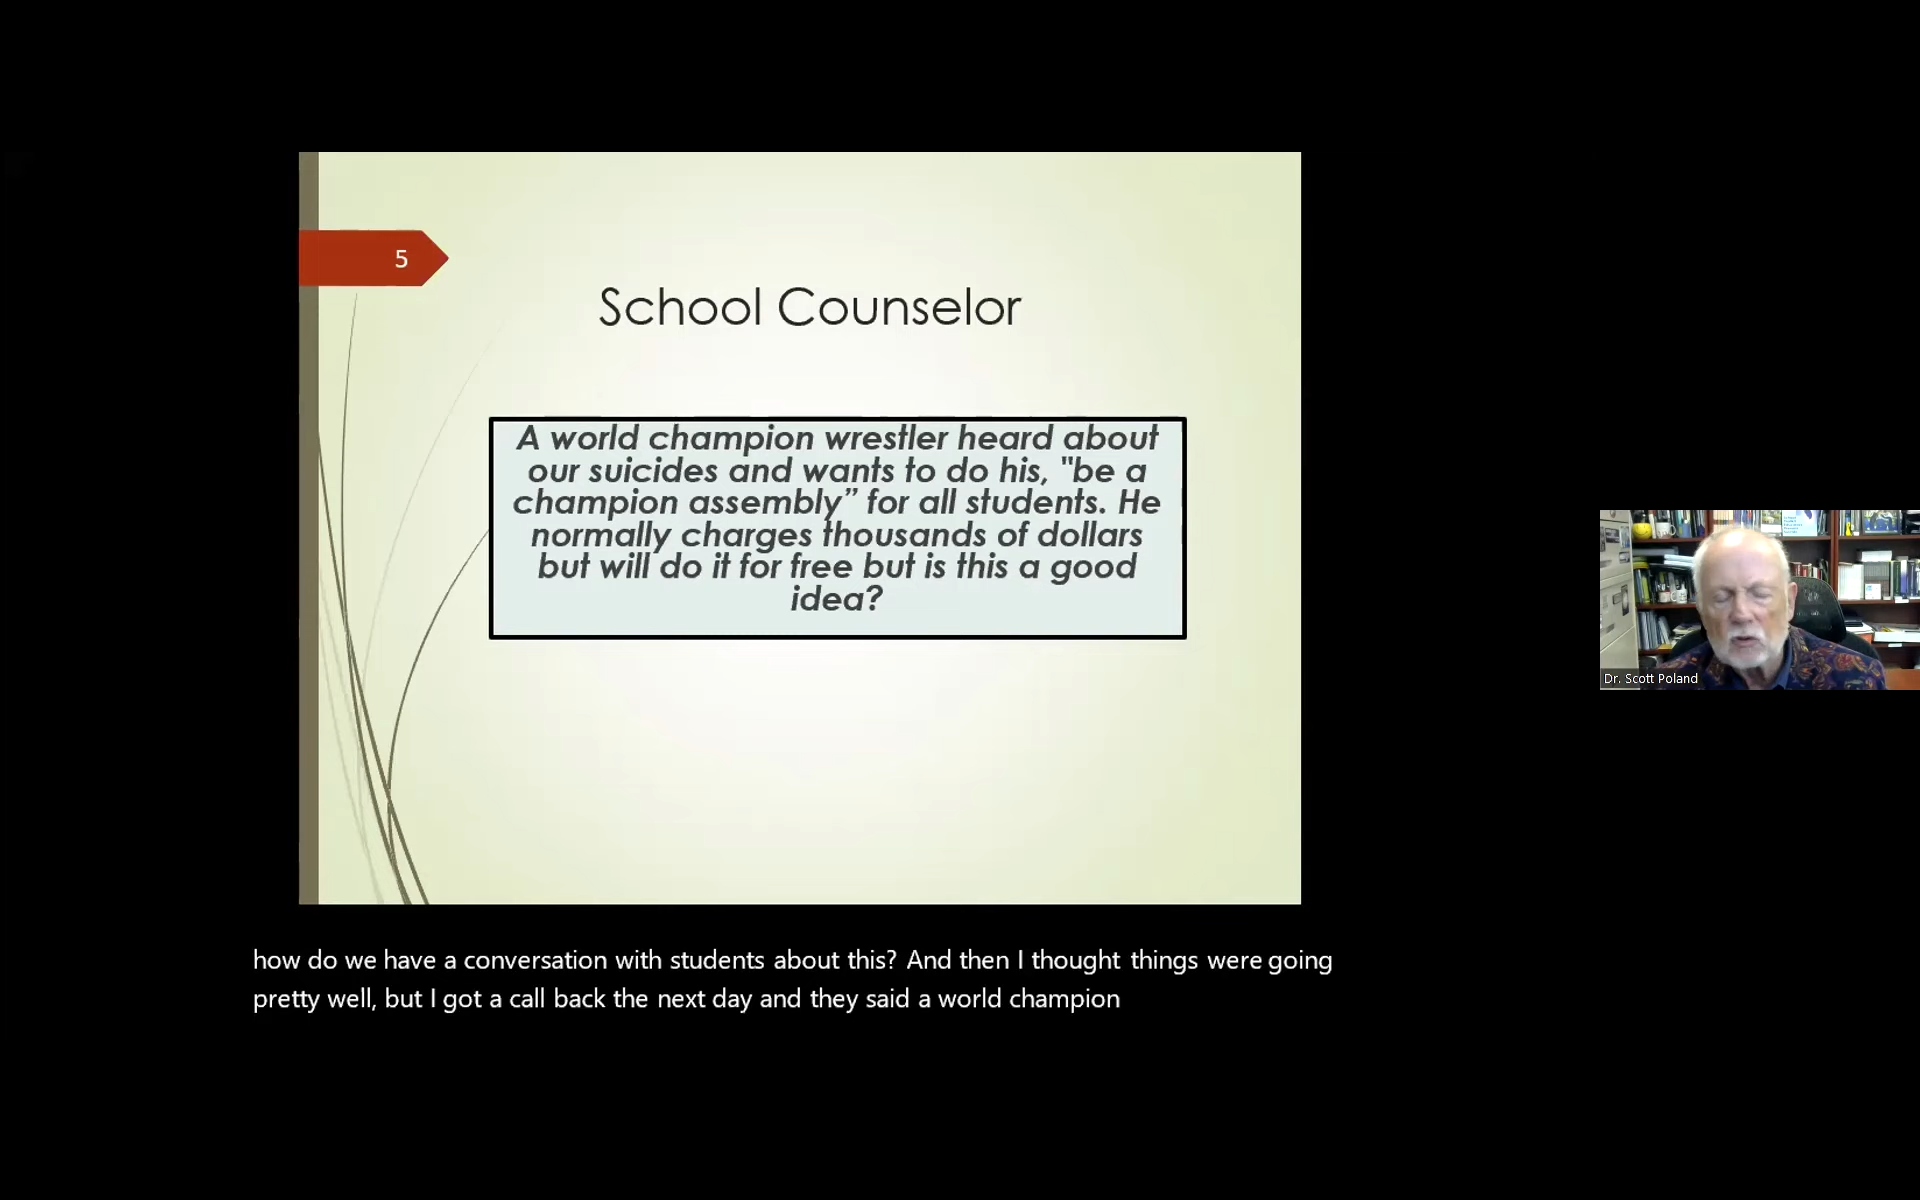 5
School Counselor
A world champion wrestler heard about
our suicides and wants to do his, "be a
champion assembly” for all students. He
normally charges thousands of dollars
but will do it for free but is this a good
idea?
Dr. Scott Poland
how do we have a conversation with students about this? And then I thought things were going
pretty well, but I got a call back the next day and they said a world champion